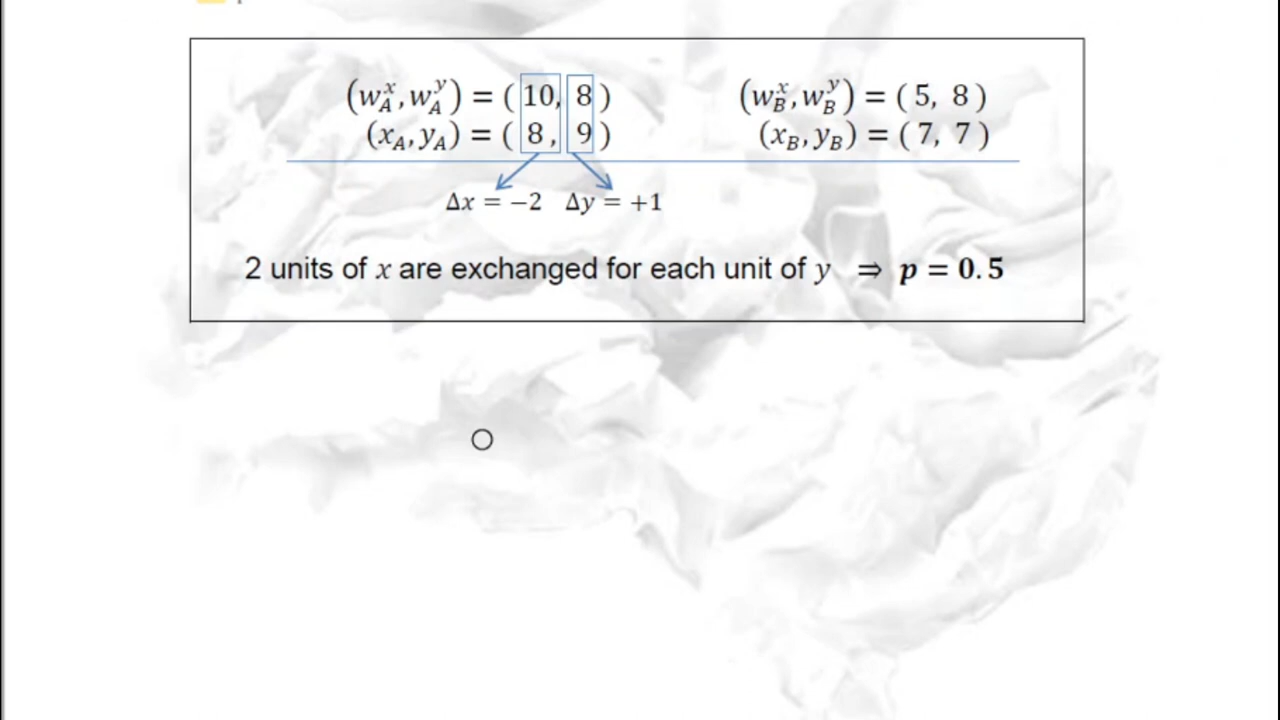 (w_A^x, w_A^y) = ( 10, 8 )
(x_A, y_A) = ( 8 , 9 )
(w_B^x, w_B^y) = ( 5, 8 )
(x_B, y_B) = ( 7, 7 )
Δx = −2 Δy = +1
2 units of x are exchanged for each unit of y ⇒ p = 0.5